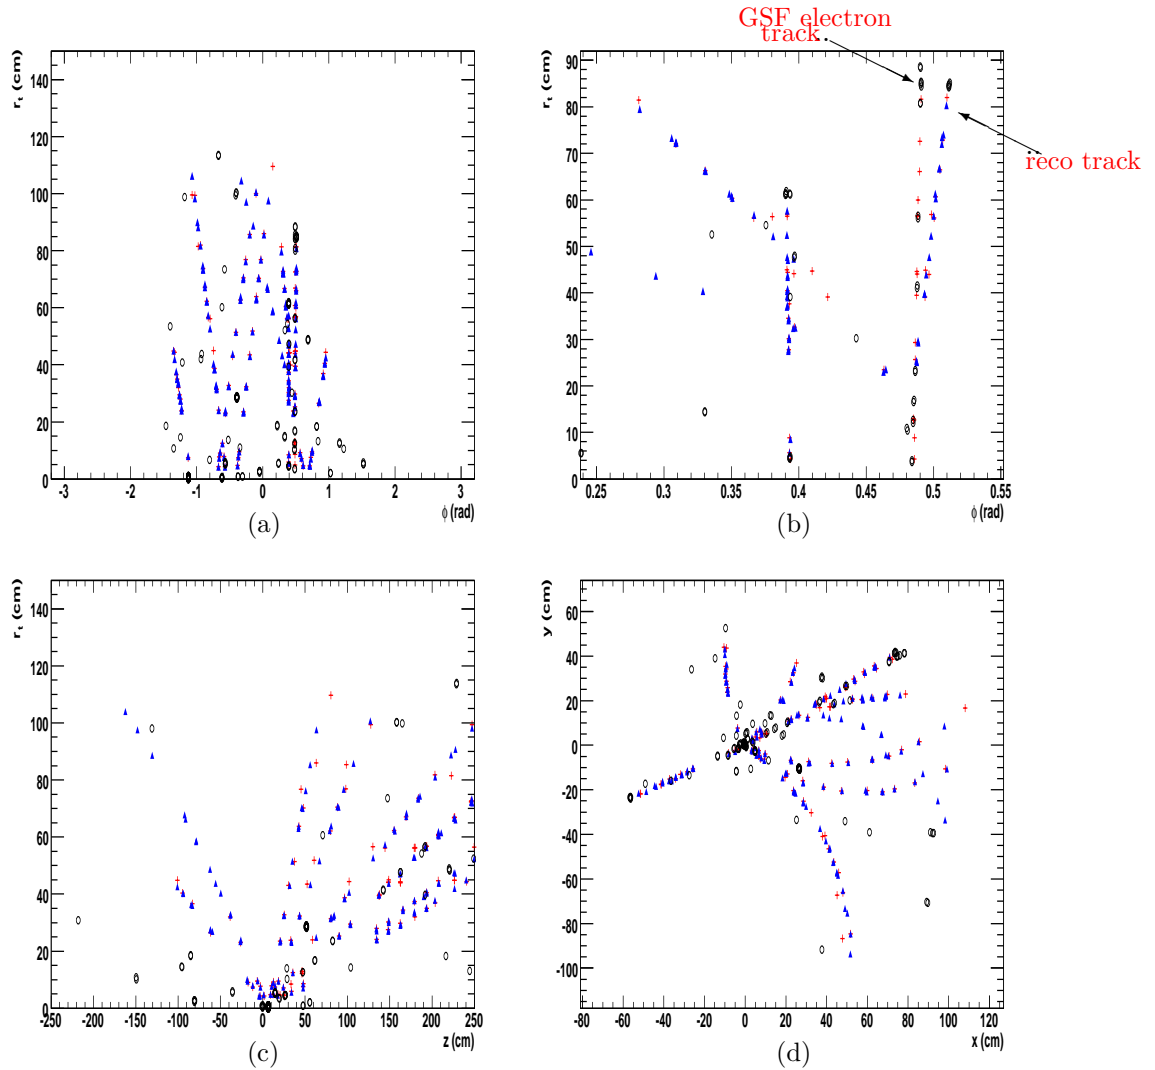 GSF electron
track
reco track
r_t (cm)
140
120
100
80
60
40
20
0
-3 -2 -1 0 1 2 3
ϕ (rad)
(a)
r_t (cm)
90
80
70
60
50
40
30
20
10
0
0.25 0.3 0.35 0.4 0.45 0.5 0.55
ϕ (rad)
(b)
r_t (cm)
140
120
100
80
60
40
20
0
-250 -200 -150 -100 -50 0 50 100 150 200 250
z (cm)
(c)
y (cm)
60
40
20
0
-20
-40
-60
-80
-100
-80 -60 -40 -20 0 20 40 60 80 100 120
x (cm)
(d)